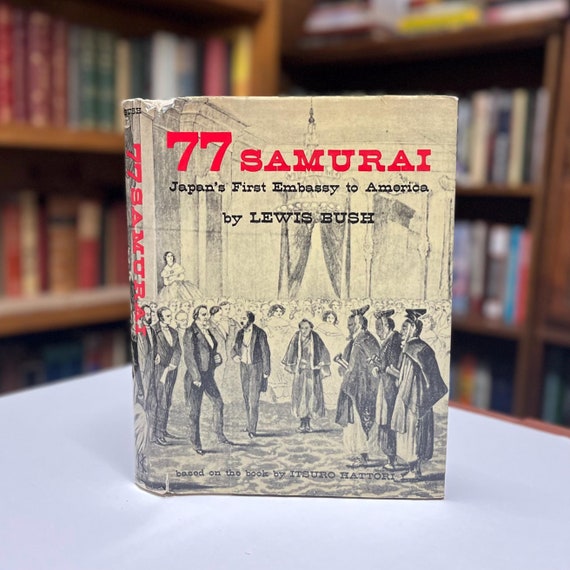 77 SAMURAI
Japan's First Embassy to America
by LEWIS BUSH
based on the book by ITSURO HATTORI
77 SAMURAI